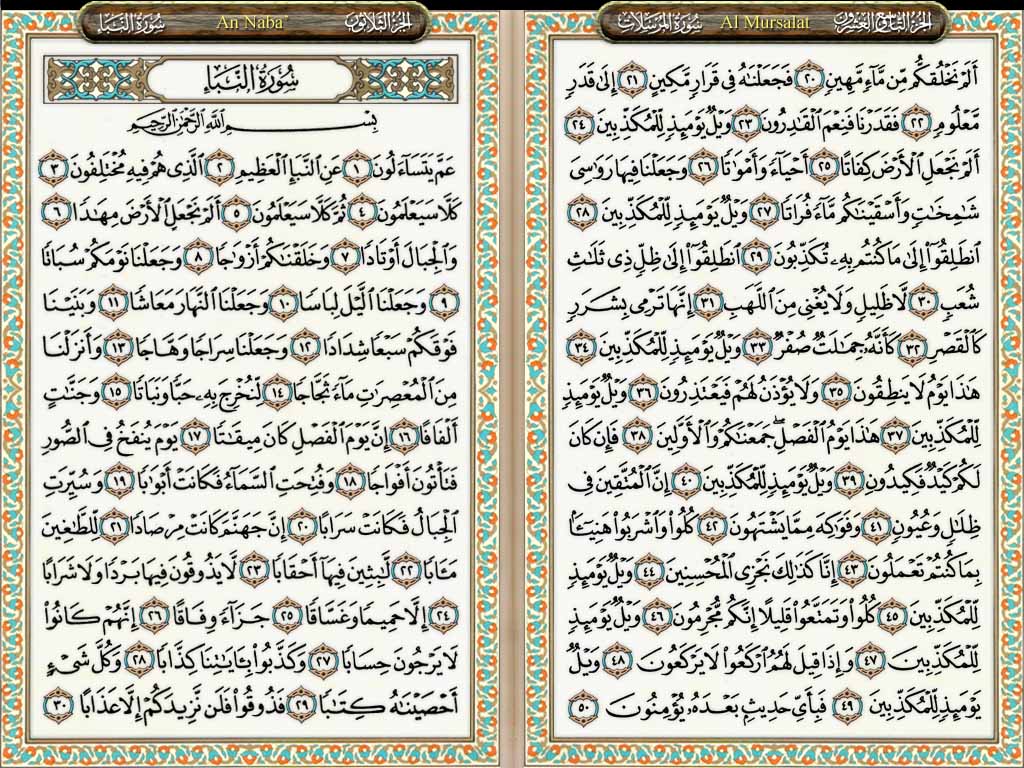 الجزء التاسع والعشرون Al Mursalat سورة المرسلات
أَلَمْ نَخْلُقكُّم مِّن مَّآءٍ مَّهِينٍ ٢٠ فَجَعَلْنَٰهُ فِى قَرَارٍ مَّكِينٍ ٢١ إِلَىٰ قَدَرٍ
مَّعْلُومٍ ٢٢ فَقَدَرْنَا فَنِعْمَ ٱلْقَٰدِرُونَ ٢٣ وَيْلٌ يَوْمَئِذٍ لِّلْمُكَذِّبِينَ ٢٤
أَلَمْ نَجْعَلِ ٱلْأَرْضَ كِفَاتًا ٢٥ أَحْيَآءً وَأَمْوَٰتًا ٢٦ وَجَعَلْنَا فِيهَا رَوَٰسِىَ
شَٰمِخَٰتٍ وَأَسْقَيْنَٰكُم مَّآءً فُرَاتًا ٢٧ وَيْلٌ يَوْمَئِذٍ لِّلْمُكَذِّبِينَ ٢٨
ٱنطَلِقُوٓا۟ إِلَىٰ مَا كُنتُم بِهِۦ تُكَذِّبُونَ ٢٩ ٱنطَلِقُوٓا۟ إِلَىٰ ظِلٍّ ذِى ثَلَٰثِ
شُعَبٍ ٣٠ لَّا ظَلِيلٍ وَلَا يُغْنِى مِنَ ٱللَّهَبِ ٣١ إِنَّهَا تَرْمِى بِشَرَرٍ
كَٱلْقَصْرِ ٣٢ كَأَنَّهُۥ جِمَٰلَتٌ صُفْرٌ ٣٣ وَيْلٌ يَوْمَئِذٍ لِّلْمُكَذِّبِينَ ٣٤
هَٰذَا يَوْمُ لَا يَنطِقُونَ ٣٥ وَلَا يُؤْذَنُ لَهُمْ فَيَعْتَذِرُونَ ٣٦ وَيْلٌ يَوْمَئِذٍ
لِّلْمُكَذِّبِينَ ٣٧ هَٰذَا يَوْمُ ٱلْفَصْلِ ۖ جَمَعْنَٰكُمْ وَٱلْأَوَّلِينَ ٣٨ فَإِن كَانَ
لَكُمْ كَيْدٌ فَكِيدُونِ ٣٩ وَيْلٌ يَوْمَئِذٍ لِّلْمُكَذِّبِينَ ٤٠ إِنَّ ٱلْمُتَّقِينَ فِى
ظِلَٰلٍ وَعُيُونٍ ٤١ وَفَوَٰكِهَ مِمَّا يَشْتَهُونَ ٤٢ كُلُوا۟ وَٱشْرَبُوا۟ هَنِيٓـًٔۢا
بِمَا كُنتُمْ تَعْمَلُونَ ٤٣ إِنَّا كَذَٰلِكَ نَجْزِى ٱلْمُحْسِنِينَ ٤٤ وَيْلٌ يَوْمَئِذٍ
لِّلْمُكَذِّبِينَ ٤٥ كُلُوا۟ وَتَمَتَّعُوا۟ قَلِيلًا إِنَّكُم مُّجْرِمُونَ ٤٦ وَيْلٌ يَوْمَئِذٍ
لِّلْمُكَذِّبِينَ ٤٧ وَإِذَا قِيلَ لَهُمُ ٱرْكَعُوا۟ لَا يَرْكَعُونَ ٤٨ وَيْلٌ
يَوْمَئِذٍ لِّلْمُكَذِّبِينَ ٤٩ فَبِأَىِّ حَدِيثٍۭ بَعْدَهُۥ يُؤْمِنُونَ ٥٠
الجزء الثلاثون An Naba` سورة النبإ
سُورَةُ النَّبَإِ
بِسْمِ ٱللَّهِ ٱلرَّحْمَٰنِ ٱلرَّحِيمِ
عَمَّ يَتَسَآءَلُونَ ١ عَنِ ٱلنَّبَإِ ٱلْعَظِيمِ ٢ ٱلَّذِى هُمْ فِيهِ مُخْتَلِفُونَ ٣
كَلَّا سَيَعْلَمُونَ ٤ ثُمَّ كَلَّا سَيَعْلَمُونَ ٥ أَلَمْ نَجْعَلِ ٱلْأَرْضَ مِهَٰدًا ٦
وَٱلْجِبَالَ أَوْتَادًا ٧ وَخَلَقْنَٰكُمْ أَزْوَٰجًا ٨ وَجَعَلْنَا نَوْمَكُمْ سُبَاتًا
٩ وَجَعَلْنَا ٱلَّيْلَ لِبَاسًا ١٠ وَجَعَلْنَا ٱلنَّهَارَ مَعَاشًا ١١ وَبَنَيْنَا
فَوْقَكُمْ سَبْعًا شِدَادًا ١٢ وَجَعَلْنَا سِرَاجًا وَهَّاجًا ١٣ وَأَنزَلْنَا
مِنَ ٱلْمُعْصِرَٰتِ مَآءً ثَجَّاجًا ١٤ لِّنُخْرِجَ بِهِۦ حَبًّا وَنَبَاتًا ١٥ وَجَنَّٰتٍ
أَلْفَافًا ١٦ إِنَّ يَوْمَ ٱلْفَصْلِ كَانَ مِيقَٰتًا ١٧ يَوْمَ يُنفَخُ فِى ٱلصُّورِ
فَتَأْتُونَ أَفْوَاجًا ١٨ وَفُتِحَتِ ٱلسَّمَآءُ فَكَانَتْ أَبْوَٰبًا ١٩ وَسُيِّرَتِ
ٱلْجِبَالُ فَكَانَتْ سَرَابًا ٢٠ إِنَّ جَهَنَّمَ كَانَتْ مِرْصَادًا ٢١ لِّلطَّٰغِينَ
مَـَٔابًا ٢٢ لَّٰبِثِينَ فِيهَآ أَحْقَابًا ٢٣ لَّا يَذُوقُونَ فِيهَا بَرْدًا وَلَا شَرَابًا
٢٤ إِلَّا حَمِيمًا وَغَسَّاقًا ٢٥ جَزَآءً وِفَاقًا ٢٦ إِنَّهُمْ كَانُوا۟
لَا يَرْجُونَ حِسَابًا ٢٧ وَكَذَّبُوا۟ بِـَٔايَٰتِنَا كِذَّابًا ٢٨ وَكُلَّ شَىْءٍ
أَحْصَيْنَٰهُ كِتَٰبًا ٢٩ فَذُوقُوا۟ فَلَن نَّزِيدَكُمْ إِلَّا عَذَابًا ٣٠